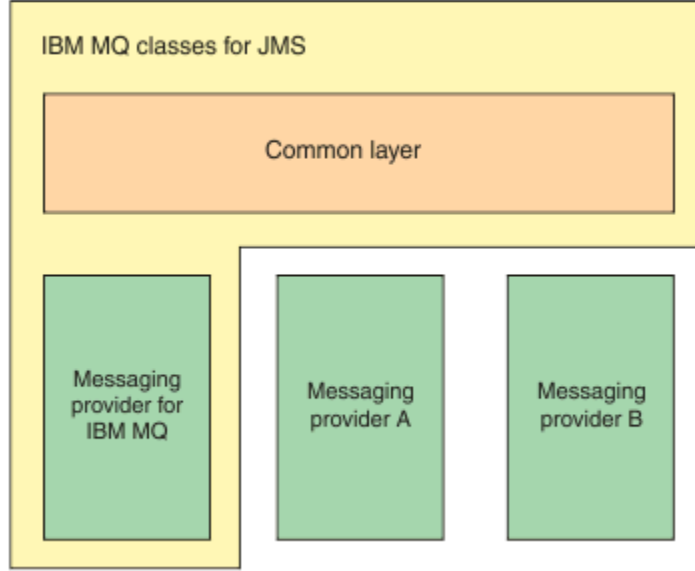 IBM MQ classes for JMS
Common layer
Messaging
provider for
IBM MQ
Messaging
provider A
Messaging
provider B